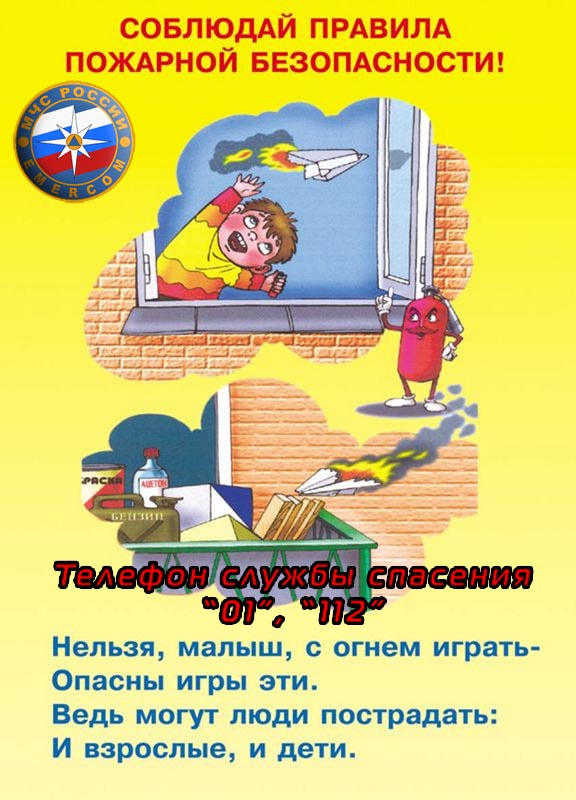 СОБЛЮДАЙ ПРАВИЛА
ПОЖАРНОЙ БЕЗОПАСНОСТИ!
МЧС РОССИИ
EMERCOM
РАСКА
АЦЕТОН
БЕНЗИН
Телефон службы спасения
“01”, “112”
Нельзя, малыш, с огнем играть-
Опасны игры эти.
Ведь могут люди пострадать:
И взрослые, и дети.